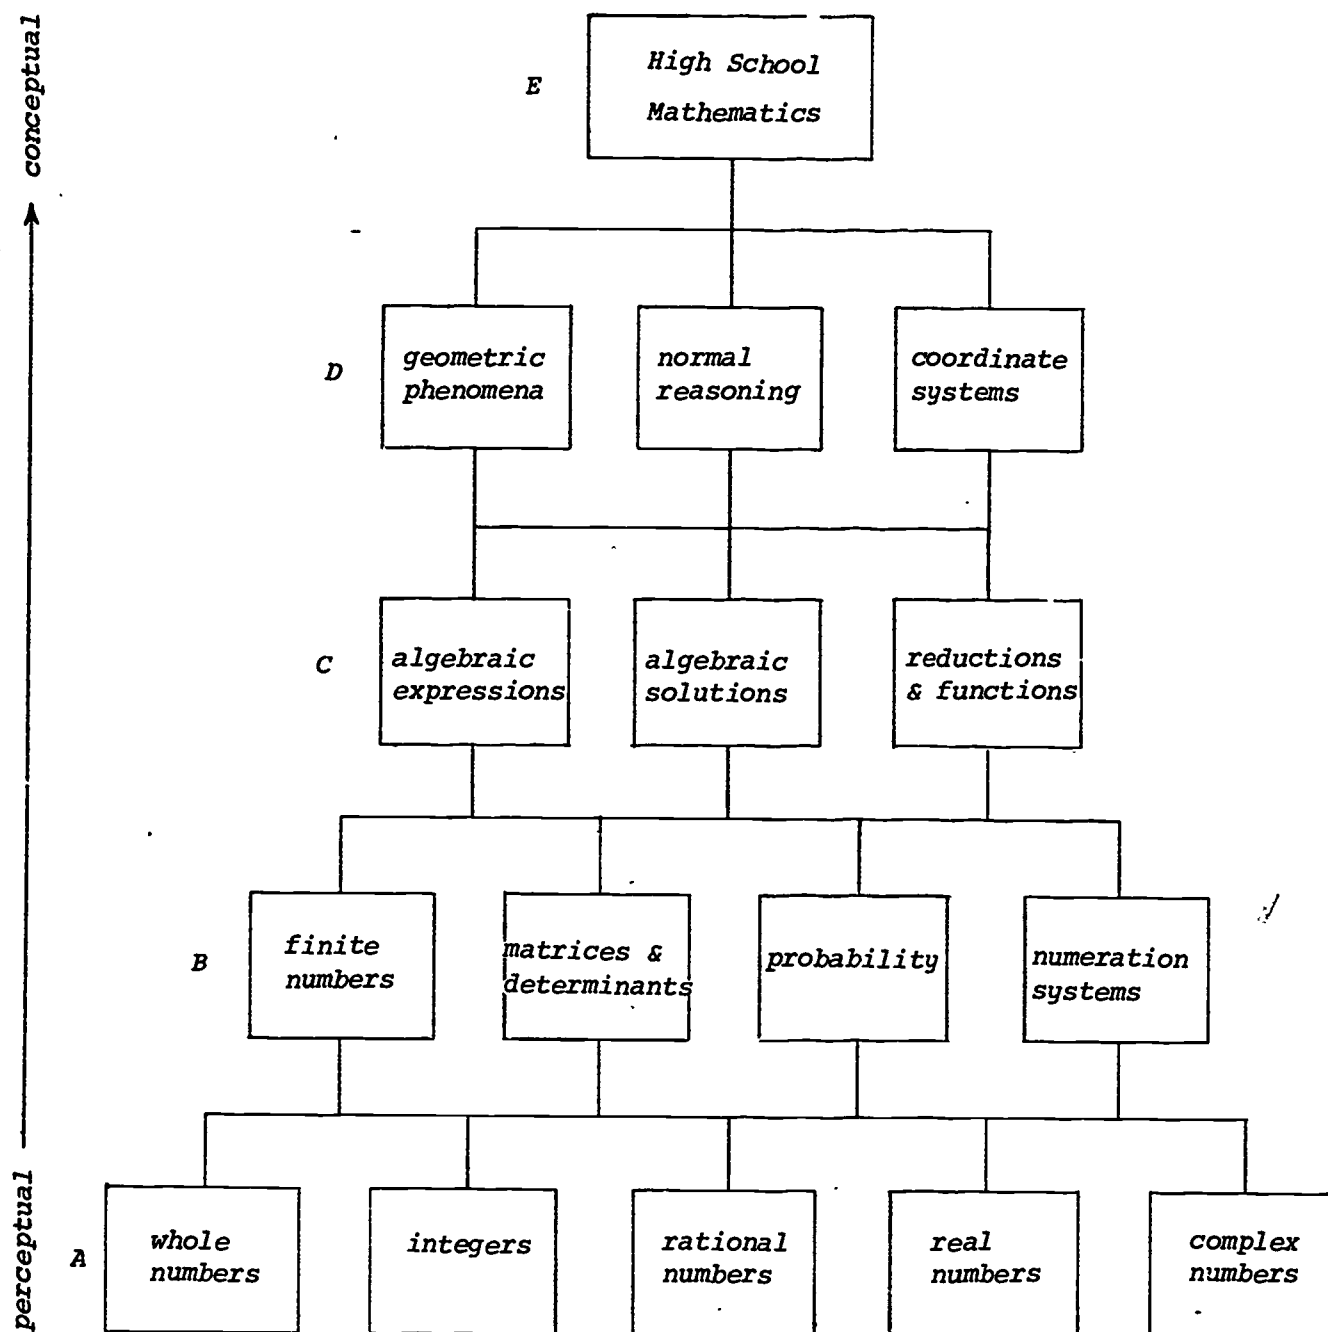 conceptual
E
High School
Mathematics
D
geometric
phenomena
normal
reasoning
coordinate
systems
C
algebraic
expressions
algebraic
solutions
reductions
& functions
B
finite
numbers
matrices &
determinants
probability
numeration
systems
perceptual
A
whole
numbers
integers
rational
numbers
real
numbers
complex
numbers